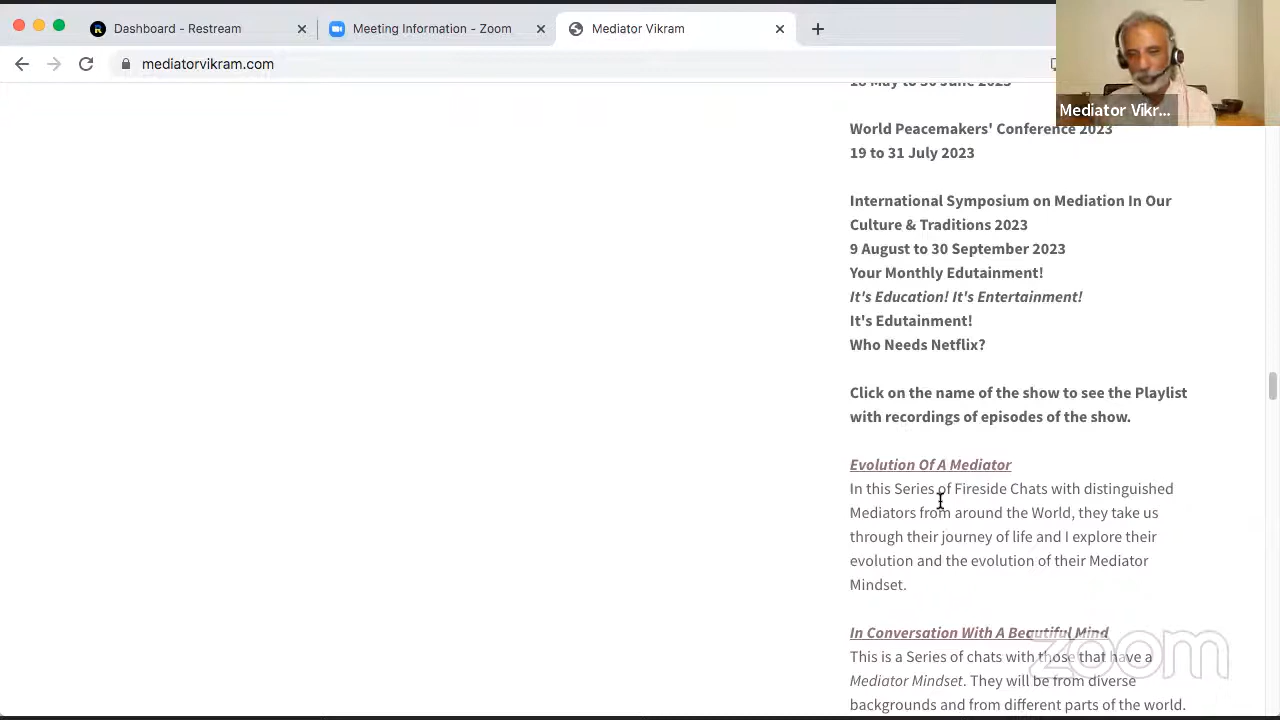 Dashboard - Restream
Meeting Information - Zoom
Mediator Vikram
mediatorvikram.com
Mediator Vikr...
18 May to 30 June 2023
World Peacemakers' Conference 2023
19 to 31 July 2023
International Symposium on Mediation In Our
Culture & Traditions 2023
9 August to 30 September 2023
Your Monthly Edutainment!
It's Education! It's Entertainment!
It's Edutainment!
Who Needs Netflix?
Click on the name of the show to see the Playlist
with recordings of episodes of the show.
Evolution Of A Mediator
In this Series of Fireside Chats with distinguished
Mediators from around the World, they take us
through their journey of life and I explore their
evolution and the evolution of their Mediator
Mindset.
In Conversation With A Beautiful Mind
This is a Series of chats with those that have a
Mediator Mindset. They will be from diverse
backgrounds and from different parts of the world.
zoom